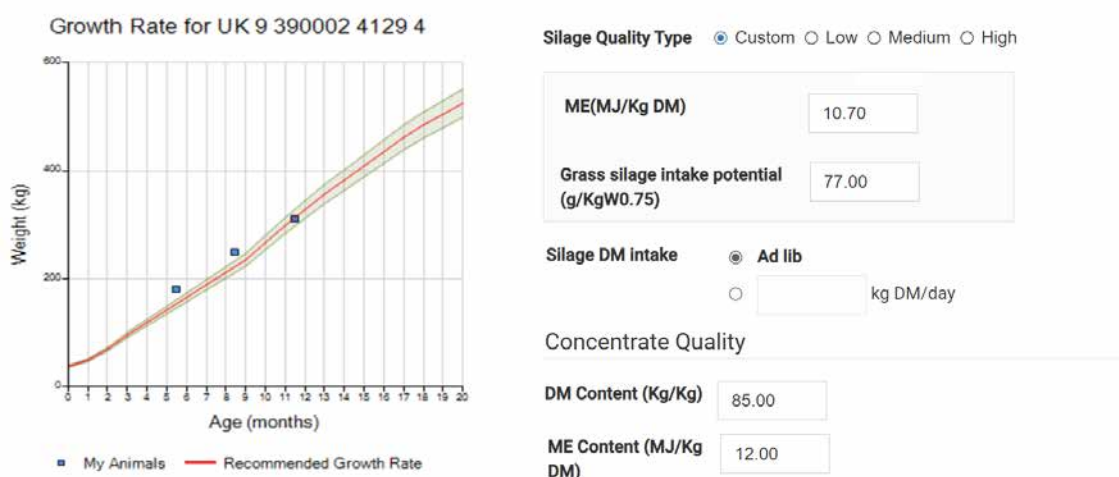 Growth Rate for UK 9 390002 4129 4
600
400
200
0
Weight (kg)
0 1 2 3 4 5 6 7 8 9 10 11 12 13 14 15 16 17 18 19 20
Age (months)
My Animals Recommended Growth Rate
Silage Quality Type Custom Low Medium High
ME(MJ/Kg DM) 10.70
Grass silage intake potential
(g/KgW0.75) 77.00
Silage DM intake Ad lib
kg DM/day
Concentrate Quality
DM Content (Kg/Kg) 85.00
ME Content (MJ/Kg
DM) 12.00